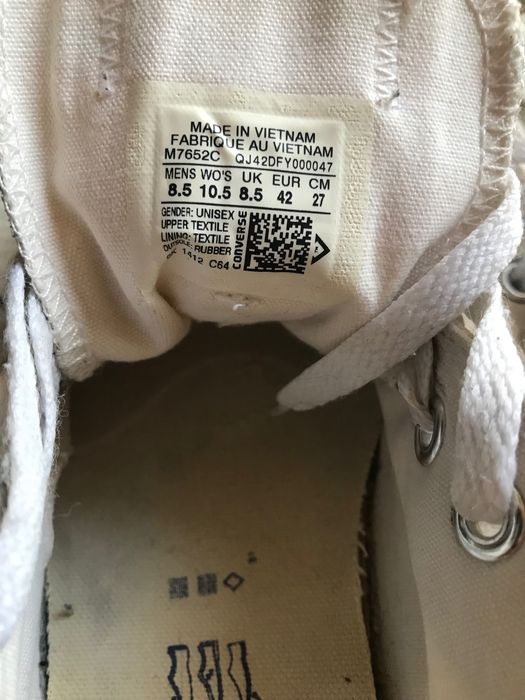 MADE IN VIETNAM
FABRIQUE AU VIETNAM
M7652C QJ42DFY000047
MENS WO'S UK EUR CM
8.5 10.5 8.5 42 27
GENDER: UNISEX
UPPER TEXTILE
LINING: TEXTILE
OUTSOLE: RUBBER
1412 C64
CONVERSE